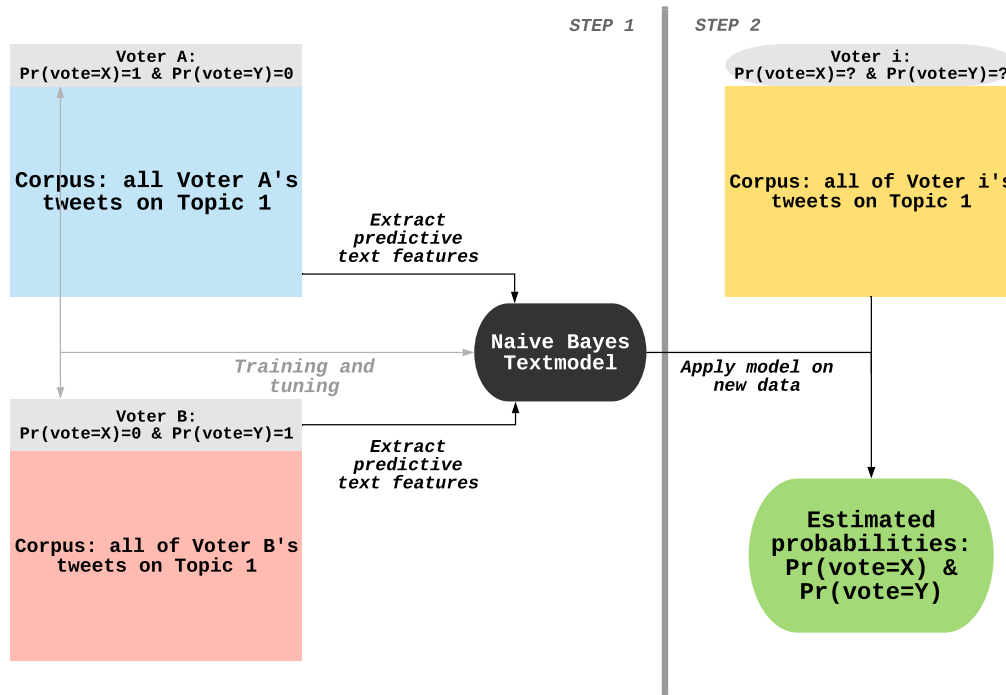 STEP 1
STEP 2
Voter A:
Pr(vote=X)=1 & Pr(vote=Y)=0
Corpus: all Voter A's
tweets on Topic 1
Extract
predictive
text features
Naive Bayes
Textmodel
Training and
tuning
Voter B:
Pr(vote=X)=0 & Pr(vote=Y)=1
Extract
predictive
text features
Corpus: all of Voter B's
tweets on Topic 1
Voter i:
Pr(vote=X)=? & Pr(vote=Y)=?
Corpus: all of Voter i's
tweets on Topic 1
Apply model on
new data
Estimated
probabilities:
Pr(vote=X) &
Pr(vote=Y)